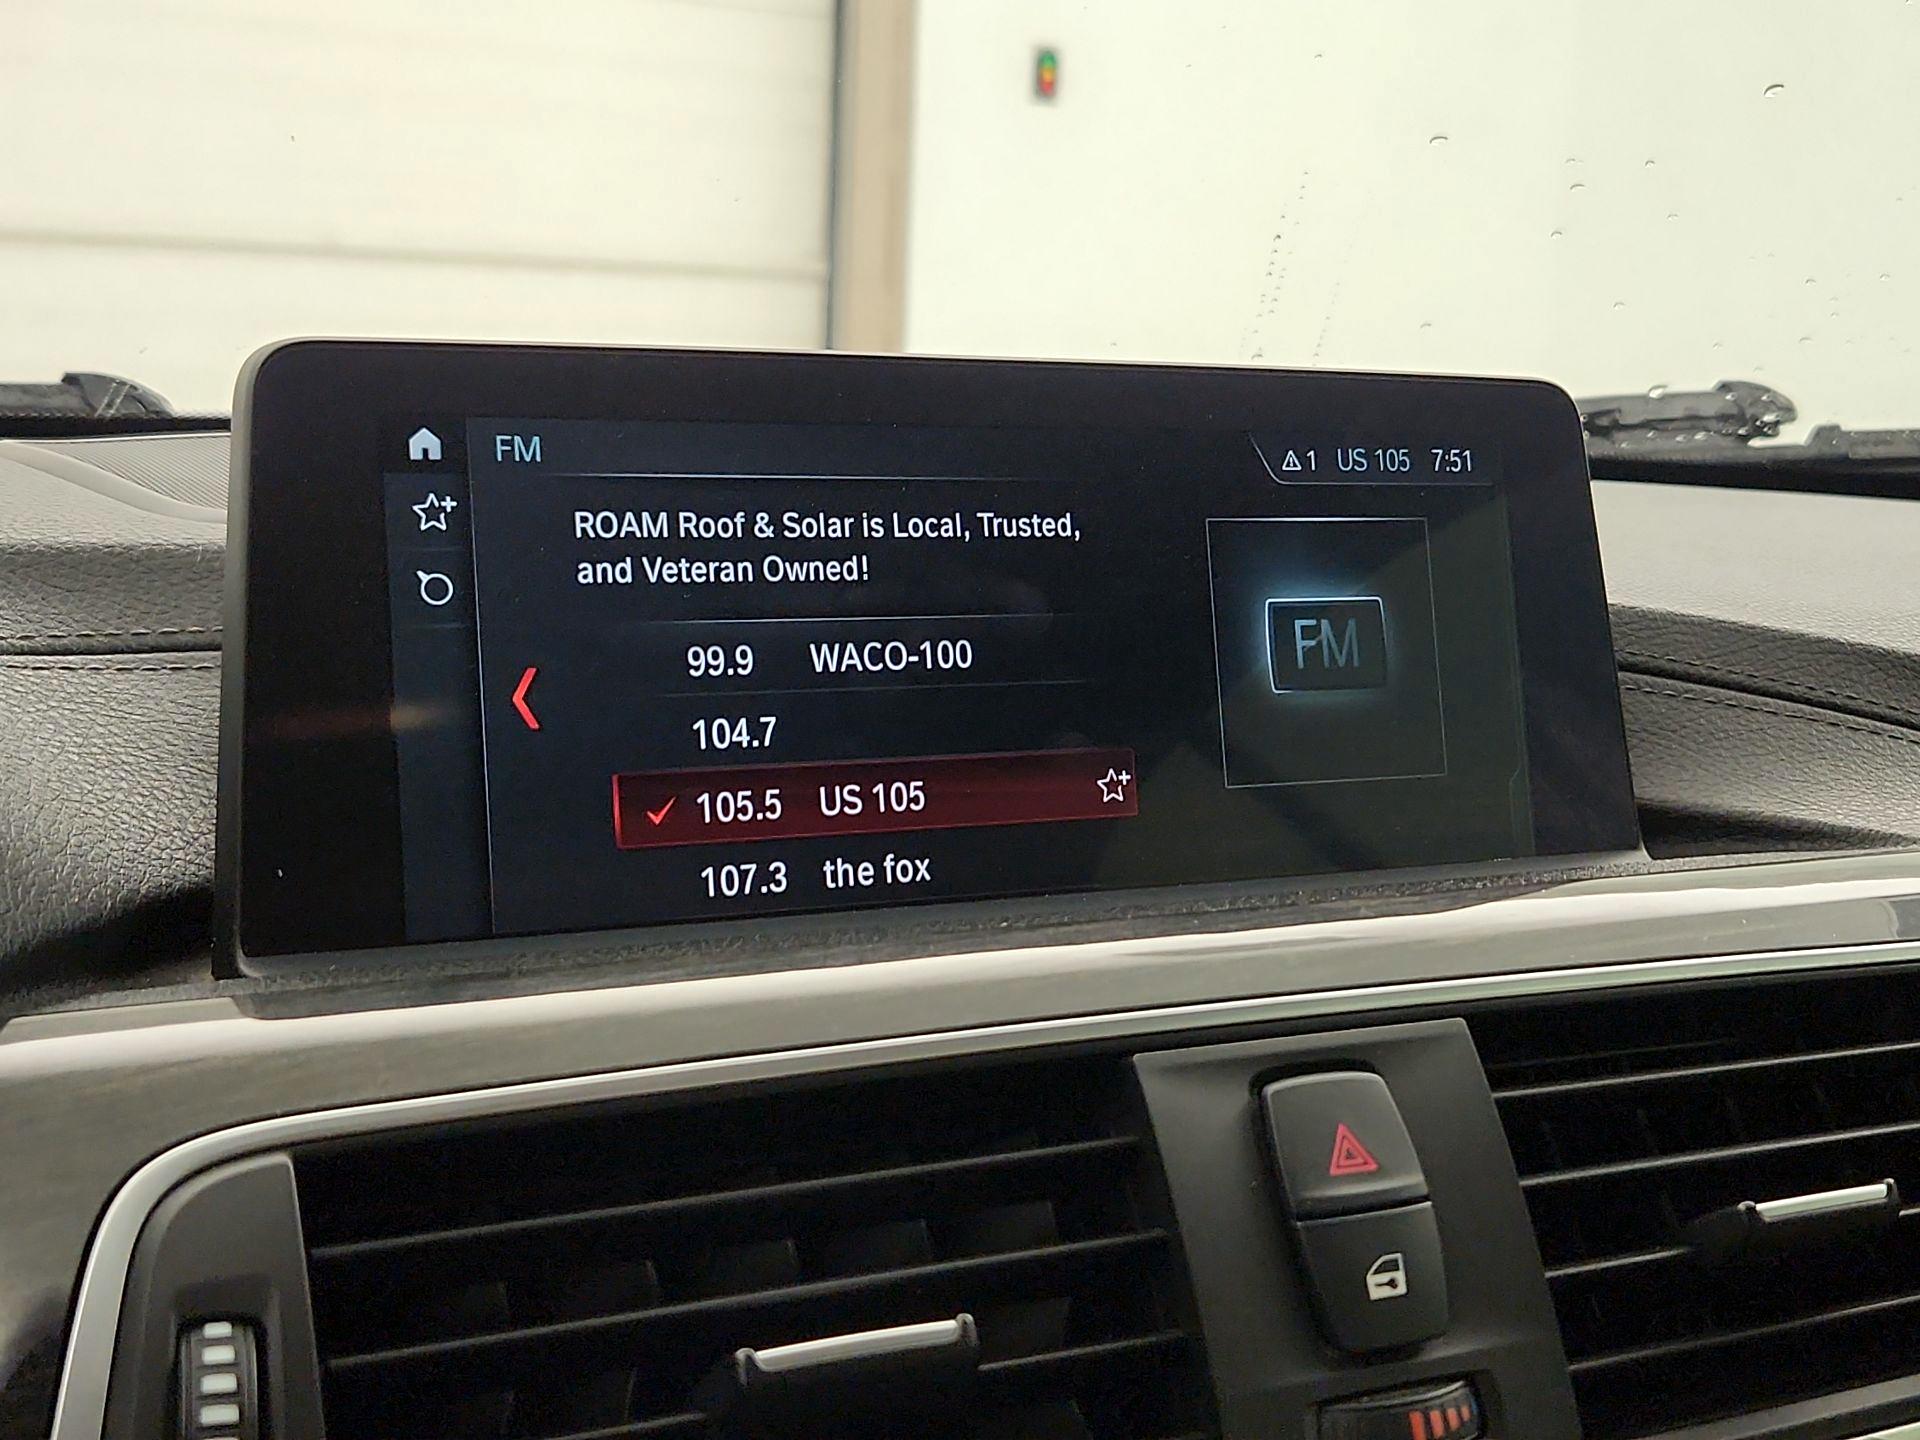 FM
1 US 105 7:51
ROAM Roof & Solar is Local, Trusted,
and Veteran Owned!
99.9 WACO-100
104.7
105.5 US 105
107.3 the fox
FM